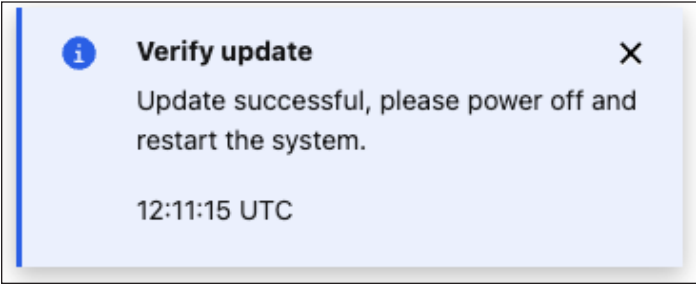 Verify update
Update successful, please power off and
restart the system.
12:11:15 UTC